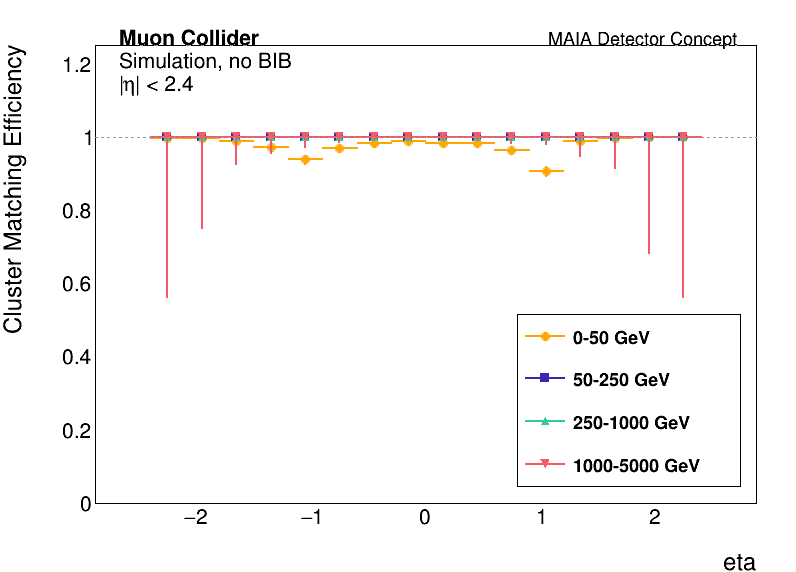 Muon Collider
MAIA Detector Concept
Simulation, no BIB
|η| < 2.4
Cluster Matching Efficiency
1.2
1
0.8
0.6
0.4
0.2
0
0-50 GeV
50-250 GeV
250-1000 GeV
1000-5000 GeV
−2 −1 0 1 2
eta